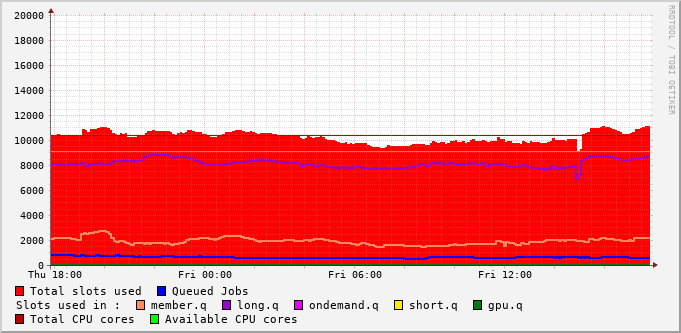 20000
18000
16000
14000
12000
10000
8000
6000
4000
2000
0
Thu 18:00 Fri 00:00 Fri 06:00 Fri 12:00
Total slots used Queued Jobs
Slots used in : member.q long.q ondemand.q short.q gpu.q
Total CPU cores Available CPU cores
RRDTOOL / TOBI OETIKER